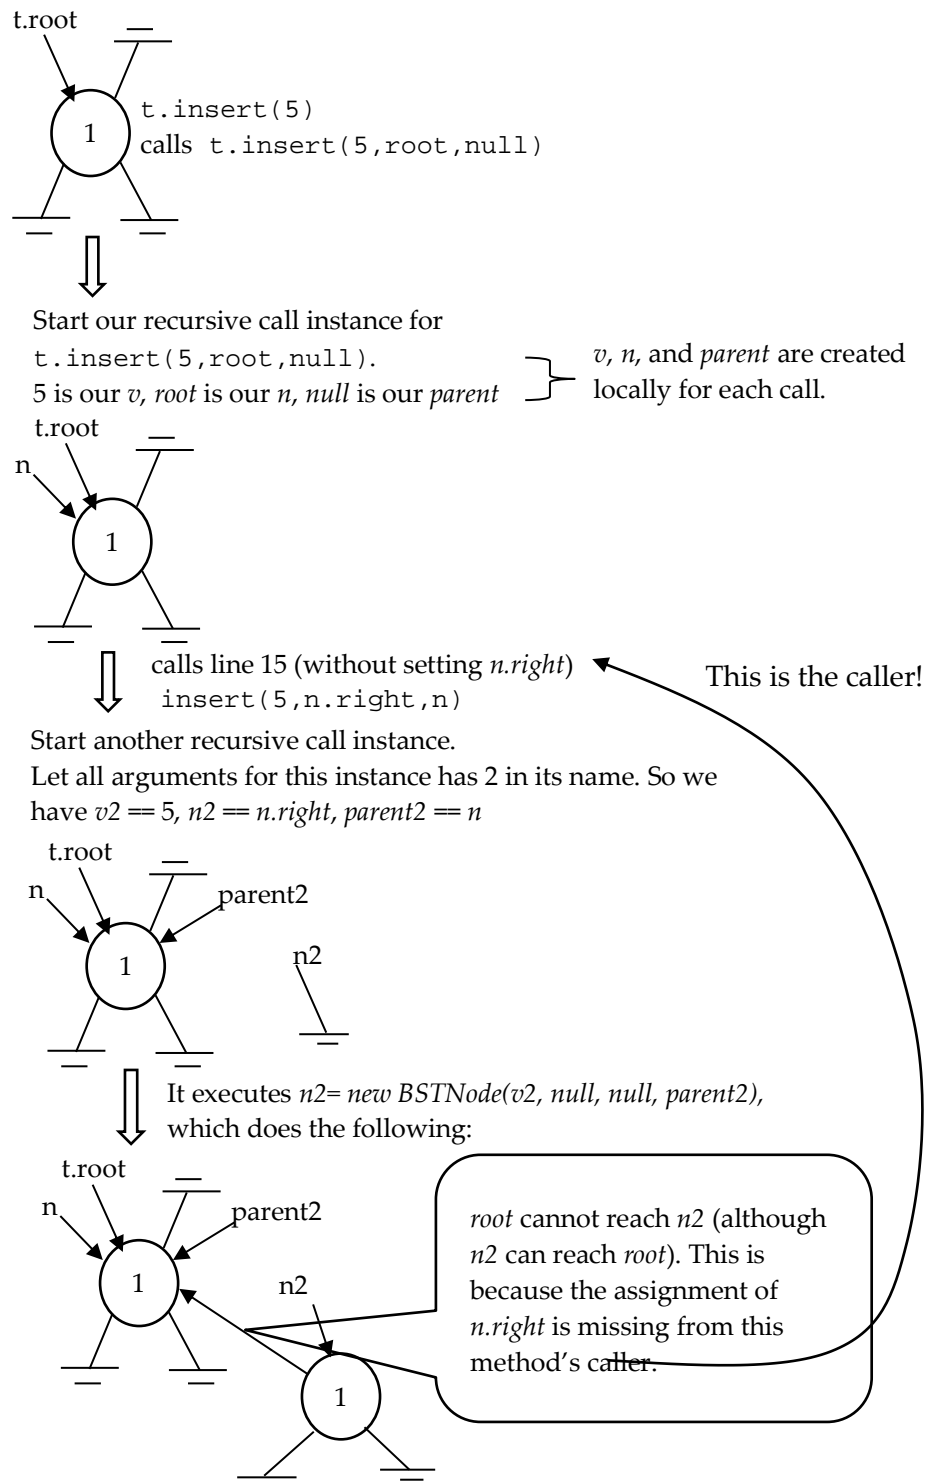 t.root
1
t.insert(5)
calls t.insert(5,root,null)
Start our recursive call instance for
t.insert(5,root,null).
5 is our v, root is our n, null is our parent
v, n, and parent are created
locally for each call.
t.root
n
1
calls line 15 (without setting n.right)
insert(5,n.right,n)
This is the caller!
Start another recursive call instance.
Let all arguments for this instance has 2 in its name. So we
have v2 == 5, n2 == n.right, parent2 == n
t.root
n
parent2
1
n2
It executes n2= new BSTNode(v2, null, null, parent2),
which does the following:
t.root
n
parent2
1
n2
1
root cannot reach n2 (although
n2 can reach root). This is
because the assignment of
n.right is missing from this
method's caller.